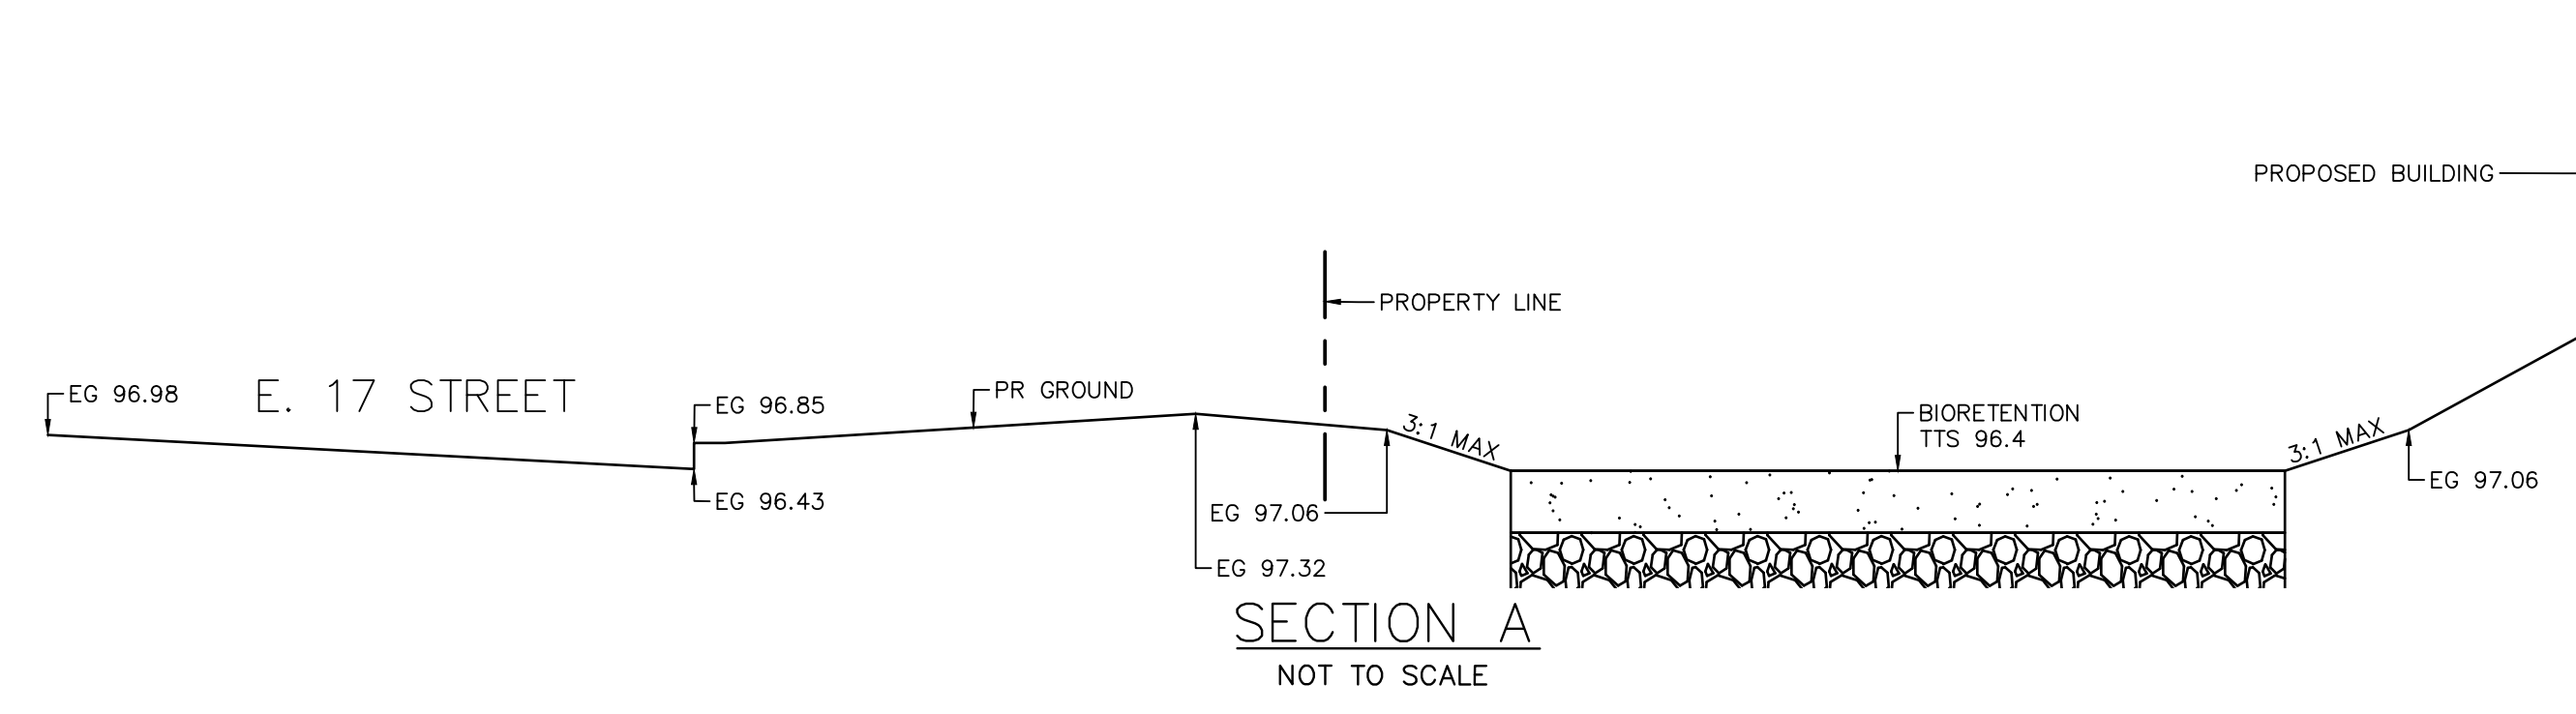 PROPOSED BUILDING
PROPERTY LINE
EG 96.98
E. 17 STREET
EG 96.85
PR GROUND
3:1 MAX
BIORETENTION
TTS 96.4
3:1 MAX
EG 96.43
EG 97.06
EG 97.06
EG 97.32
SECTION A
NOT TO SCALE